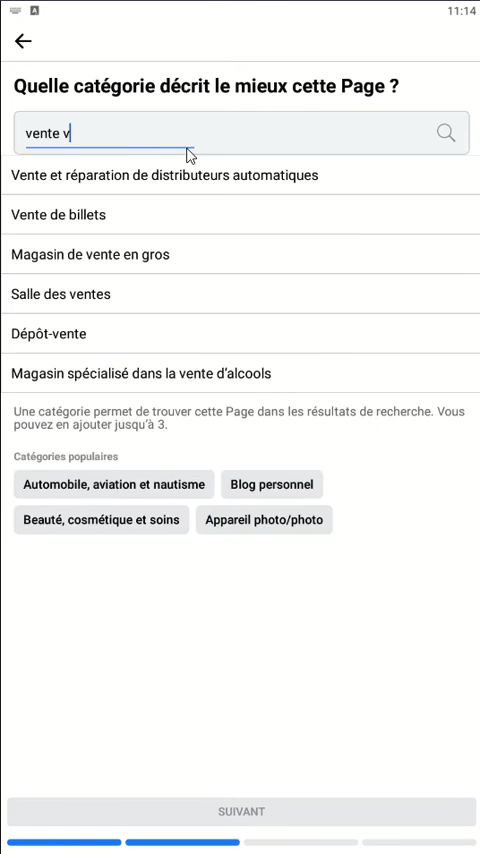 11:14
Quelle catégorie décrit le mieux cette Page ?
vente v
Vente et réparation de distributeurs automatiques
Vente de billets
Magasin de vente en gros
Salle des ventes
Dépôt-vente
Magasin spécialisé dans la vente d’alcools
Une catégorie permet de trouver cette Page dans les résultats de recherche. Vous
pouvez en ajouter jusqu’à 3.
Catégories populaires
Automobile, aviation et nautisme
Blog personnel
Beauté, cosmétique et soins
Appareil photo/photo
SUIVANT